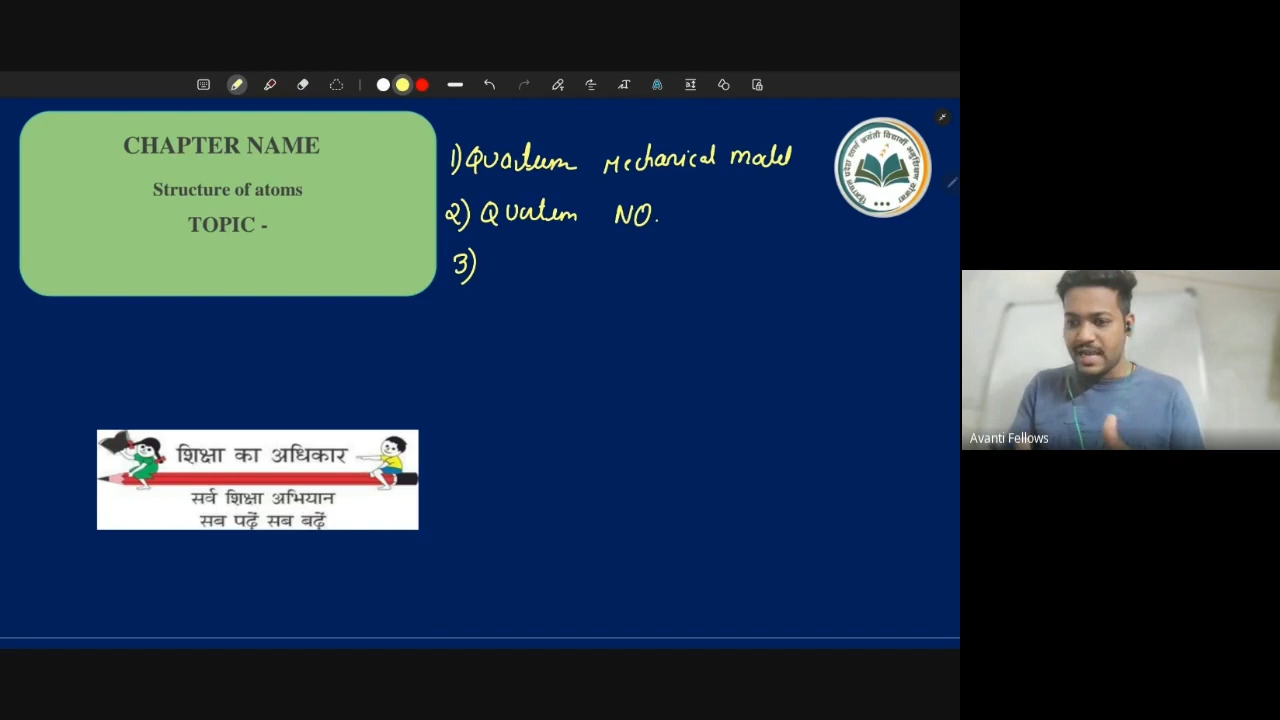 CHAPTER NAME
Structure of atoms
TOPIC -
1) Quantum Mechanical model
2) Quatem NO.
3)
शिक्षा का अधिकार
सर्व शिक्षा अभियान
सब पढ़ें सब बढ़ें
Avanti Fellows